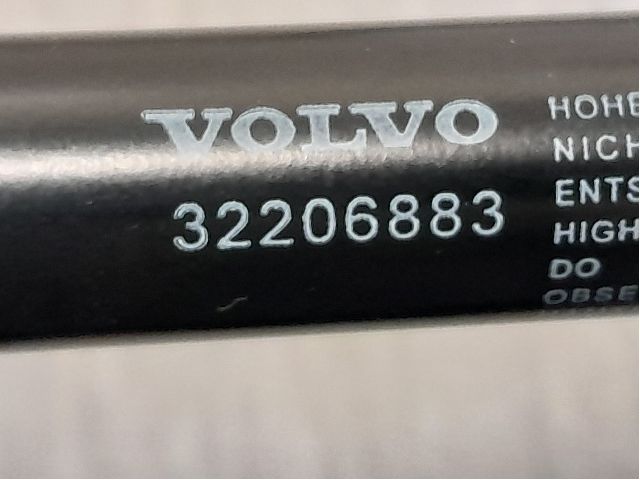 VOLVO
32206883
HOHE
NICH
ENTS
HIGH
DO
OBSE